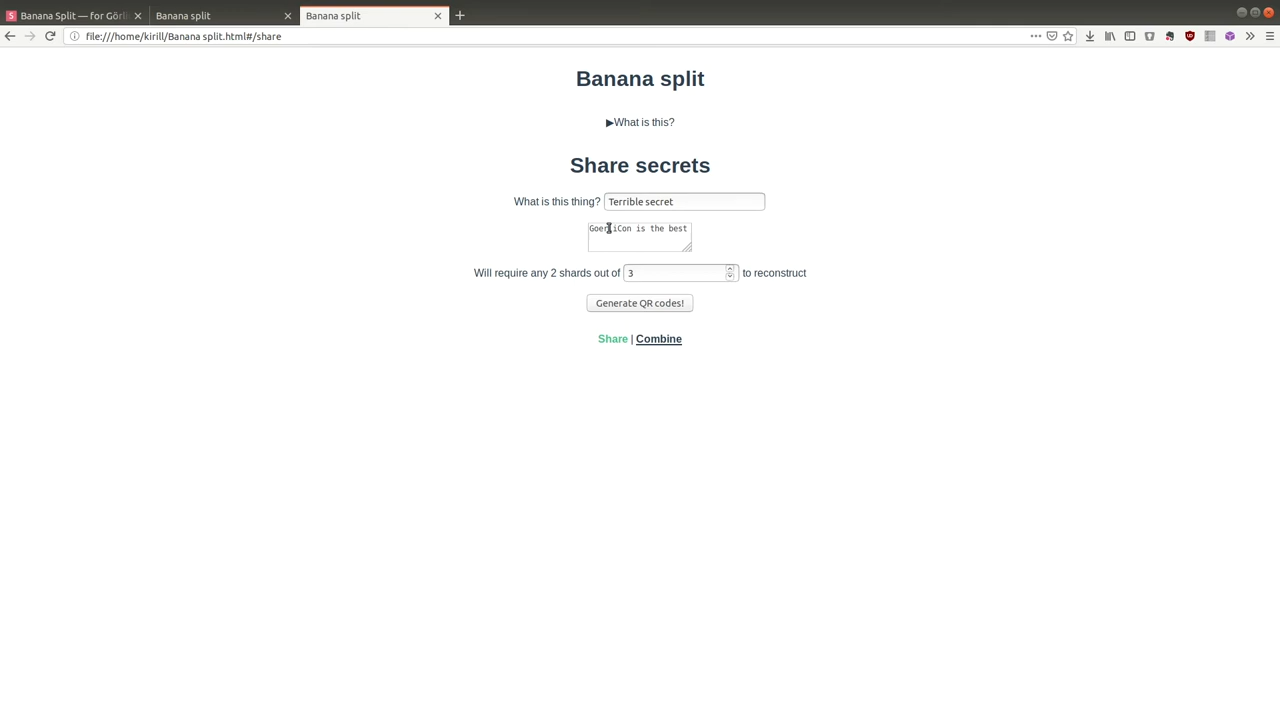 Banana Split — for Görli
Banana split
Banana split
file:///home/kirill/Banana split.html#/share
Banana split
▶What is this?
Share secrets
What is this thing? Terrible secret
GoerliCon is the best
Will require any 2 shards out of 3 to reconstruct
Generate QR codes!
Share | Combine